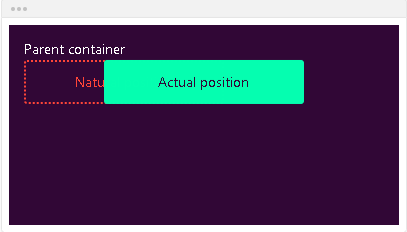 Parent container
Natu
Actual position